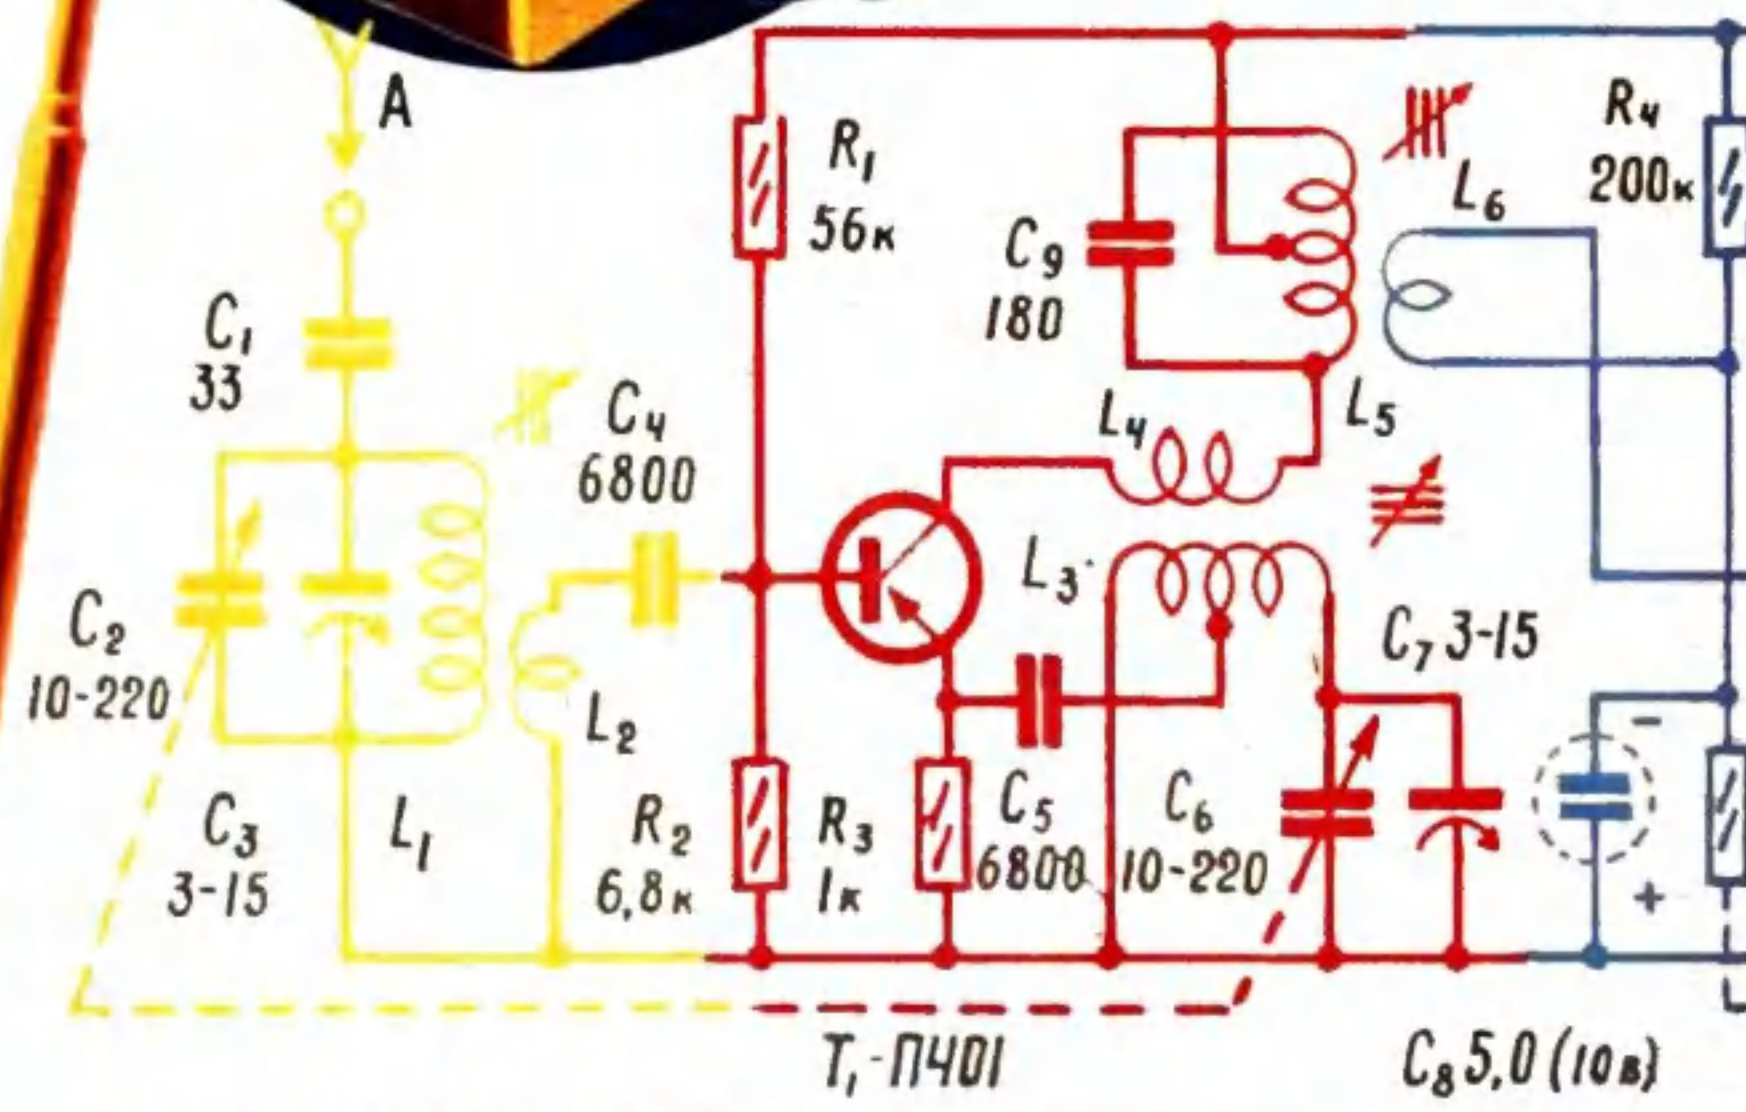 A
R₁
56к
C₉
180
R₄
200к
L₆
C₁
33
C₄
6800
L₄
L₅
C₂
10-220
L₂
L₃
C₇ 3-15
C₃
3-15
L₁
R₂
6,8к
R₃
1к
C₅
6800
C₆
10-220
-
+
T₁-П401
C₈ 5,0 (10в)